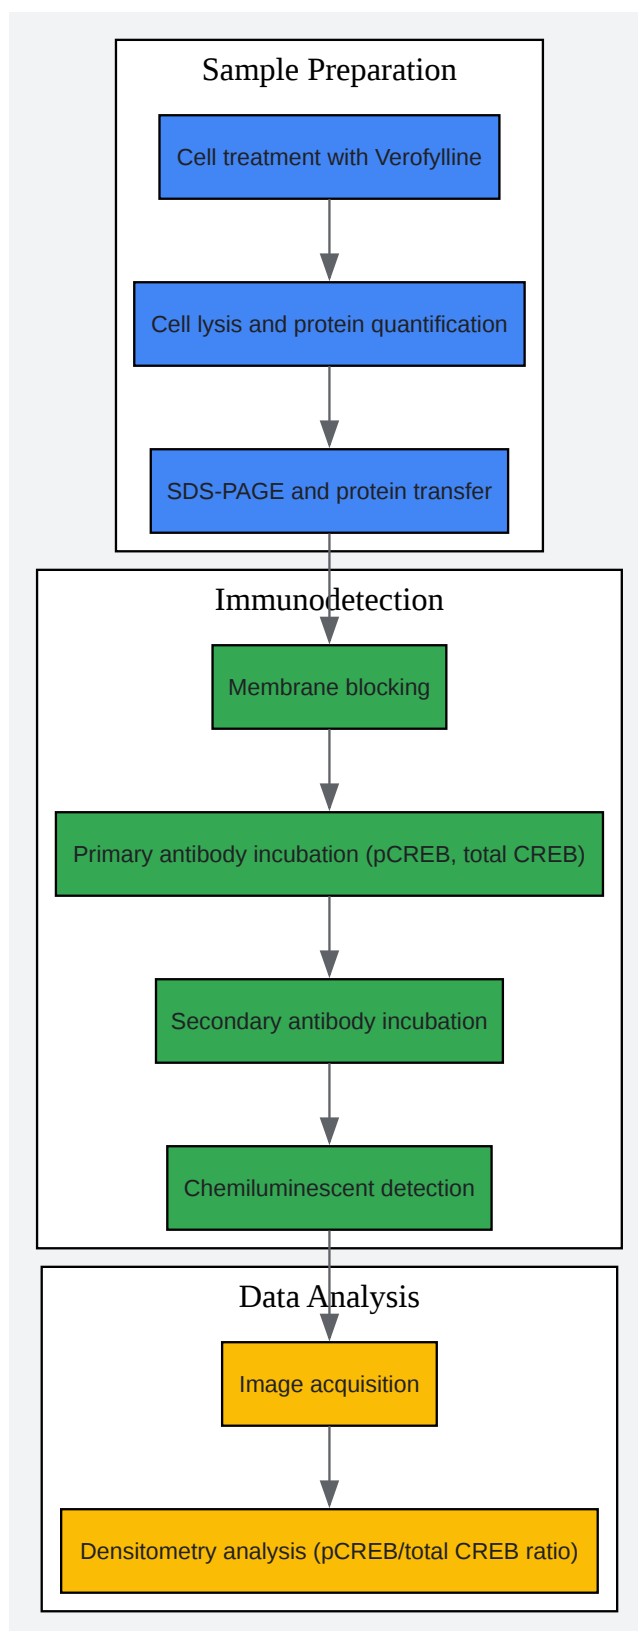 Sample Preparation
Cell treatment with Verofylline
Cell lysis and protein quantification
SDS-PAGE and protein transfer
Immunodetection
Membrane blocking
Primary antibody incubation (pCREB, total CREB)
Secondary antibody incubation
Chemiluminescent detection
Data Analysis
Image acquisition
Densitometry analysis (pCREB/total CREB ratio)